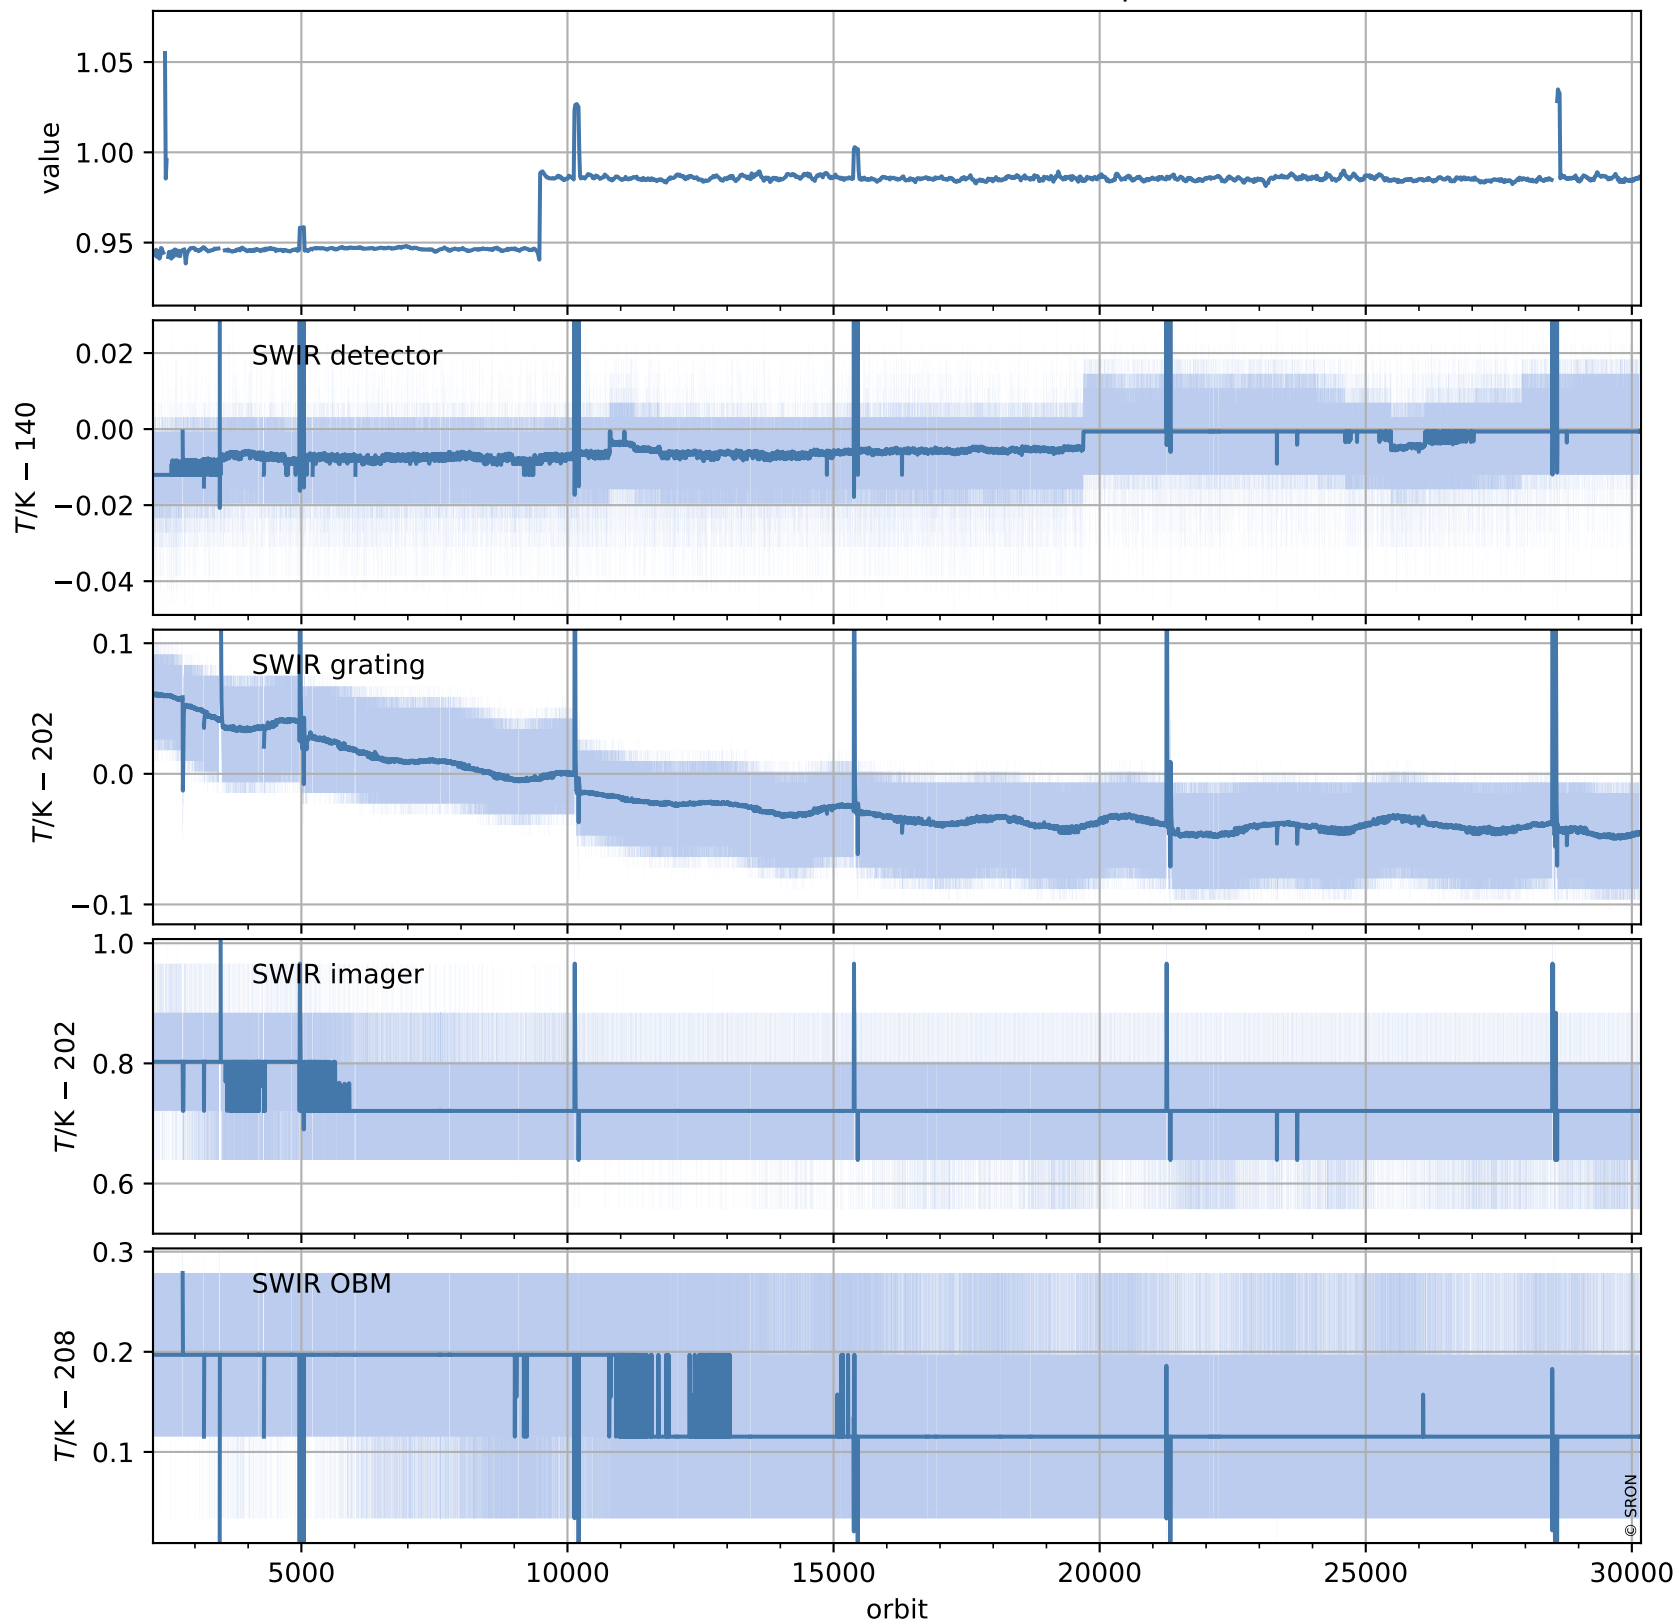 1.05
1.00
0.95
value
SWIR detector
0.02
0.00
−0.02
−0.04
T/K − 140
SWIR grating
0.1
0.0
−0.1
T/K − 202
SWIR imager
1.0
0.8
0.6
T/K − 202
SWIR OBM
0.3
0.2
0.1
T/K − 208
© SRON
5000 10000 15000 20000 25000 30000
orbit